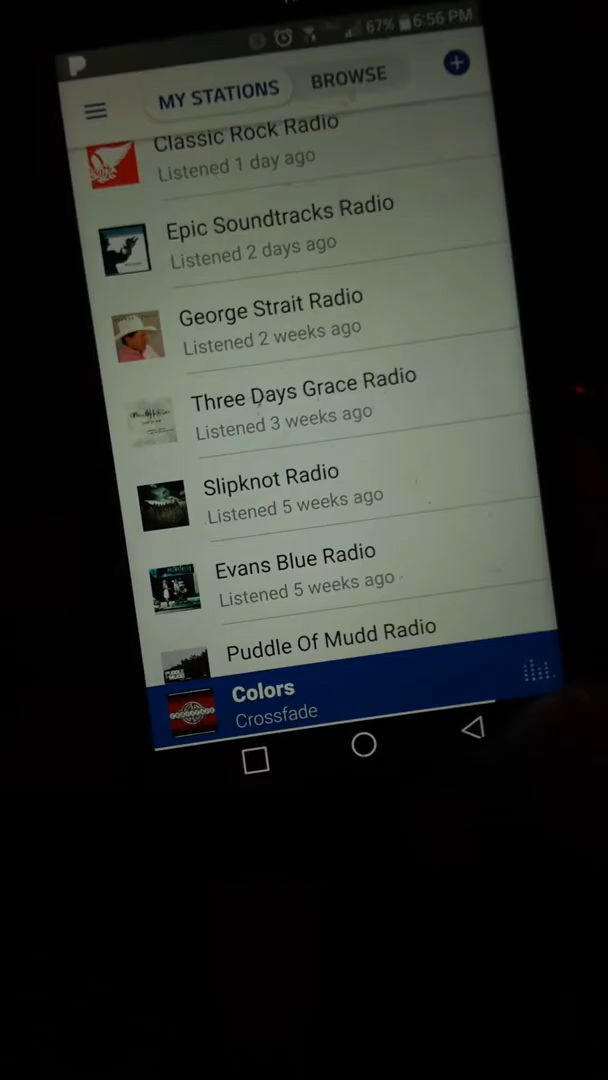 67% 6:56 PM
MY STATIONS BROWSE
Classic Rock Radio
Listened 1 day ago
Epic Soundtracks Radio
Listened 2 days ago
George Strait Radio
Listened 2 weeks ago
Three Days Grace Radio
Listened 3 weeks ago
Slipknot Radio
Listened 5 weeks ago
Evans Blue Radio
Listened 5 weeks ago
Puddle Of Mudd Radio
Colors
Crossfade